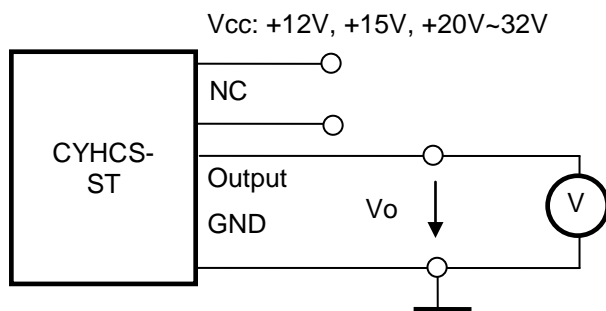 Vcc: +12V, +15V, +20V~32V
NC
CYHCS-
ST
Output
GND
Vo
V